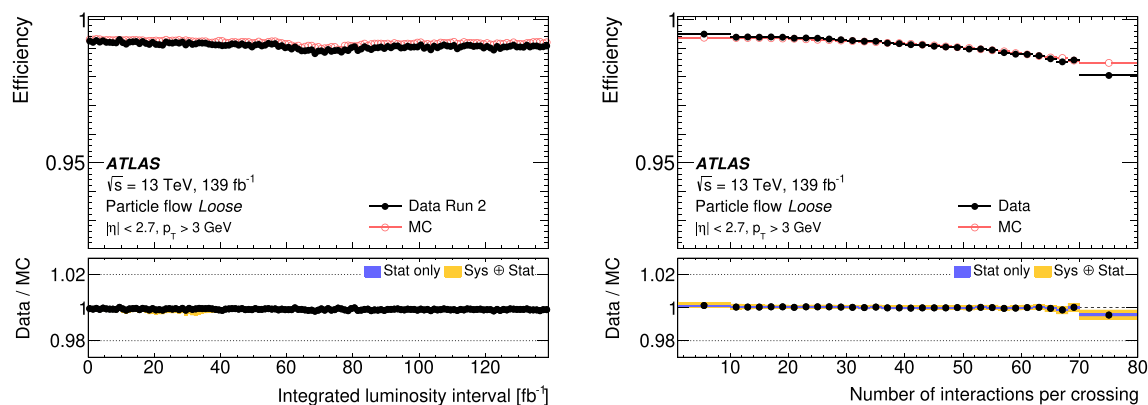 Efficiency
1
0.95
ATLAS
√s = 13 TeV, 139 fb-1
Particle flow Loose
|η| < 2.7, pT > 3 GeV
Data Run 2
MC
Data / MC
1.02
1
0.98
Stat only
Sys ⊕ Stat
0 20 40 60 80 100 120
Integrated luminosity interval [fb-1]
Efficiency
1
0.95
ATLAS
√s = 13 TeV, 139 fb-1
Particle flow Loose
|η| < 2.7, pT > 3 GeV
Data
MC
Data / MC
1.02
1
0.98
Stat only
Sys ⊕ Stat
10 20 30 40 50 60 70 80
Number of interactions per crossing